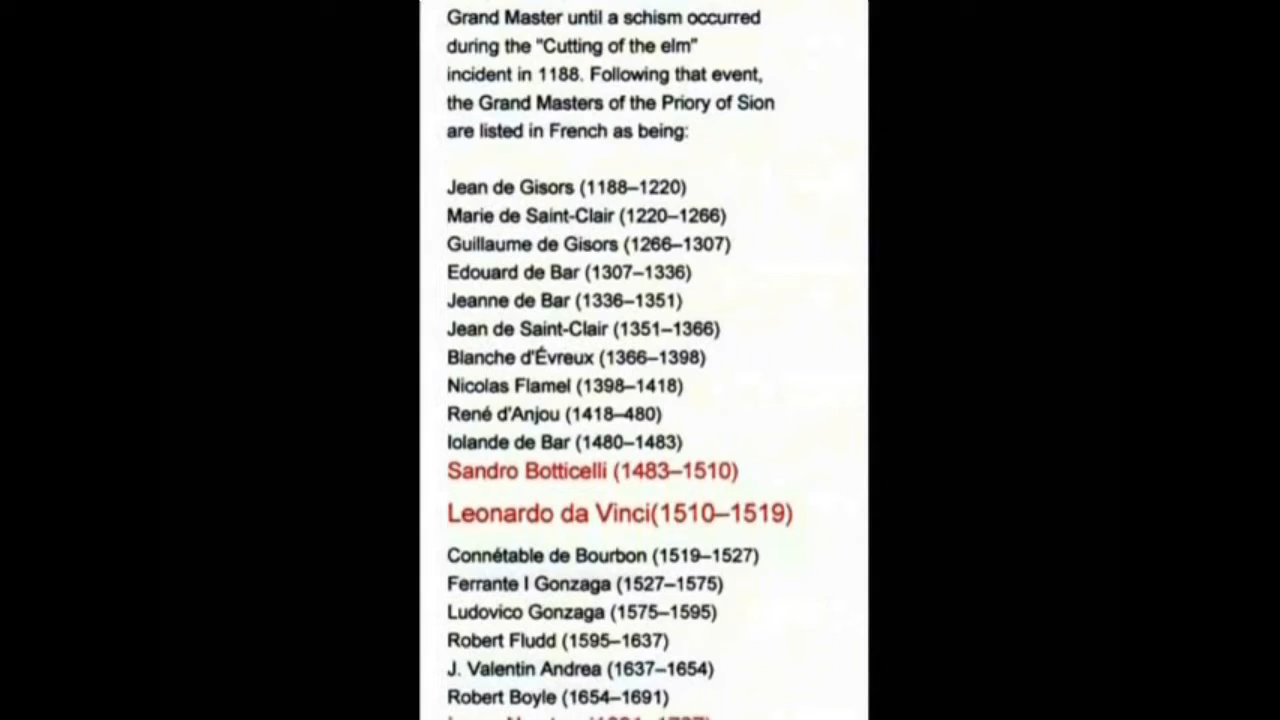 Grand Master until a schism occurred
during the "Cutting of the elm"
incident in 1188. Following that event,
the Grand Masters of the Priory of Sion
are listed in French as being:
Jean de Gisors (1188–1220)
Marie de Saint-Clair (1220–1266)
Guillaume de Gisors (1266–1307)
Edouard de Bar (1307–1336)
Jeanne de Bar (1336–1351)
Jean de Saint-Clair (1351–1366)
Blanche d'Évreux (1366–1398)
Nicolas Flamel (1398–1418)
René d'Anjou (1418–480)
Iolande de Bar (1480–1483)
Sandro Botticelli (1483–1510)
Leonardo da Vinci(1510–1519)
Connétable de Bourbon (1519–1527)
Ferrante I Gonzaga (1527–1575)
Ludovico Gonzaga (1575–1595)
Robert Fludd (1595–1637)
J. Valentin Andrea (1637–1654)
Robert Boyle (1654–1691)